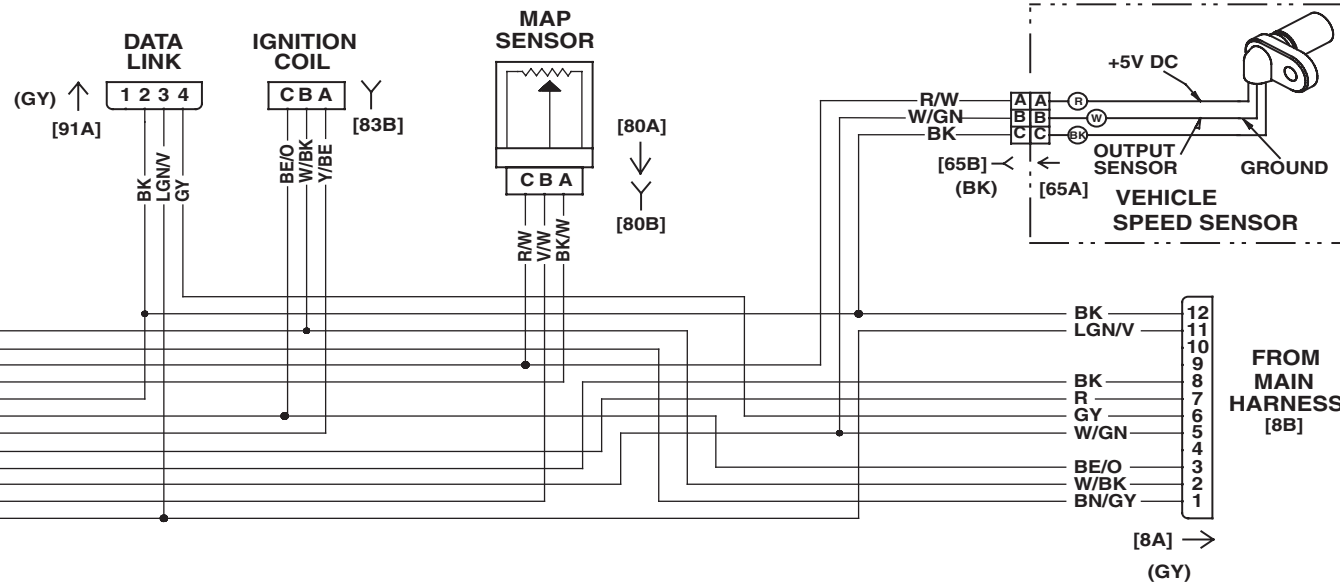 DATA
LINK
(GY)
1 2 3 4
[91A]
BK
LGN/V
GY
IGNITION
COIL
C B A
[83B]
BE/O
W/BK
Y/BE
MAP
SENSOR
[80A]
C B A
[80B]
R/W
V/W
BK/W
+5V DC
R/W A A R
W/GN B B W
BK C C BK
[65B]
(BK)
[65A]
OUTPUT
SENSOR
GROUND
VEHICLE
SPEED SENSOR
BK 12
LGN/V 11
10
9
BK 8
R 7
GY 6
W/GN 5
4
BE/O 3
W/BK 2
BN/GY 1
FROM
MAIN
HARNESS
[8B]
[8A]
(GY)